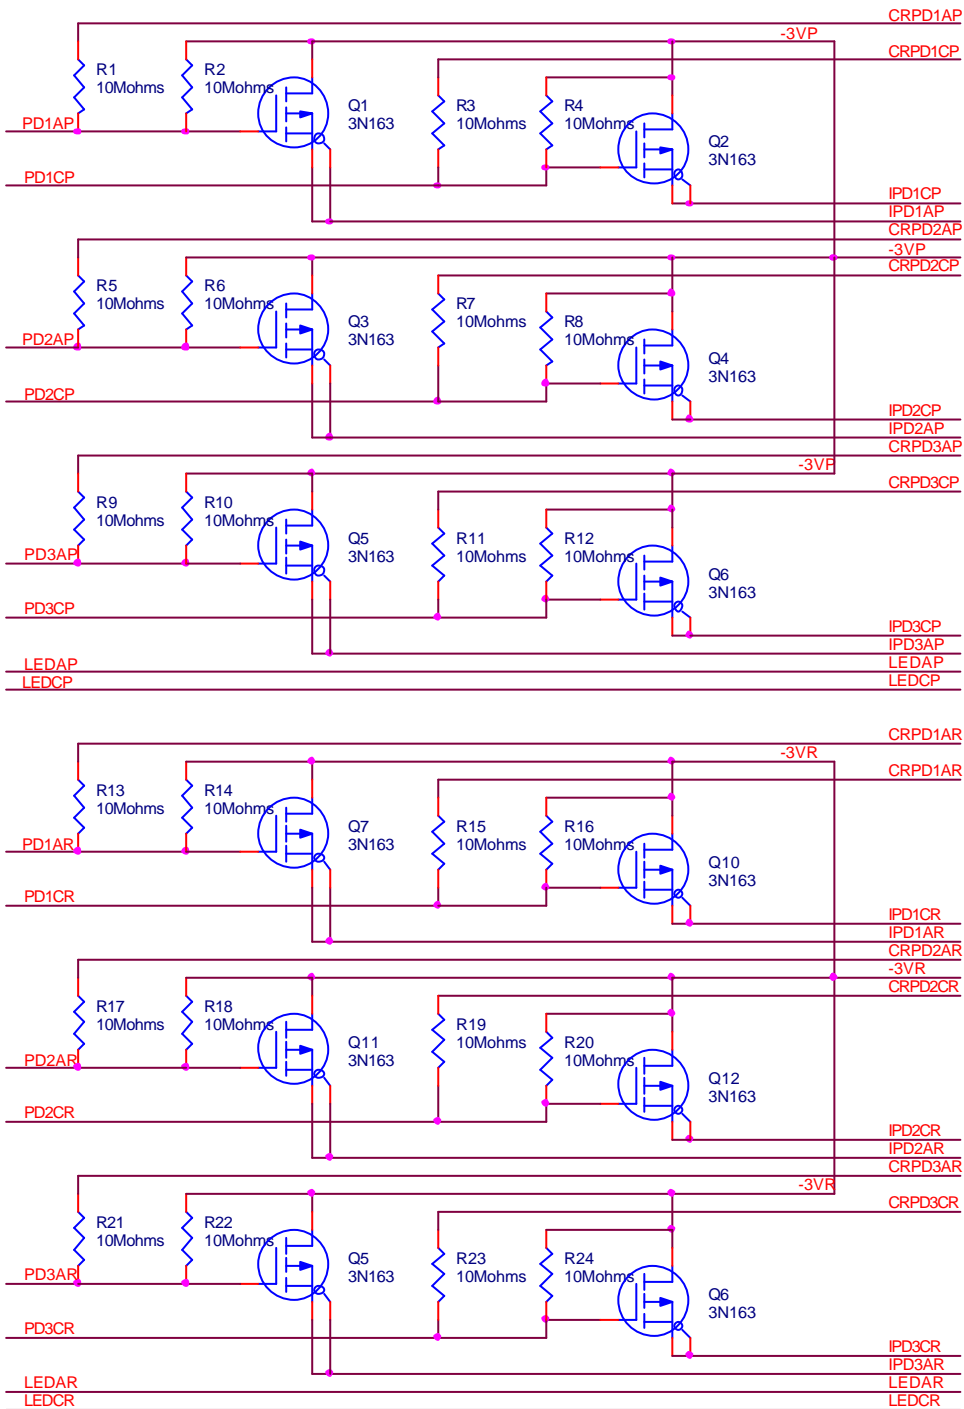 CRPD1AP
-3VP
CRPD1CP
R1
10Mohms
R2
10Mohms
Q1
3N163
R3
10Mohms
R4
10Mohms
Q2
3N163
PD1AP
PD1CP
IPD1CP
IPD1AP
CRPD2AP
-3VP
CRPD2CP
R5
10Mohms
R6
10Mohms
Q3
3N163
R7
10Mohms
R8
10Mohms
Q4
3N163
PD2AP
PD2CP
IPD2CP
IPD2AP
CRPD3AP
-3VP
CRPD3CP
R9
10Mohms
R10
10Mohms
Q5
3N163
R11
10Mohms
R12
10Mohms
Q6
3N163
PD3AP
PD3CP
IPD3CP
IPD3AP
LEDAP
LEDAP
LEDCP
LEDCP
CRPD1AR
-3VR
CRPD1AR
R13
10Mohms
R14
10Mohms
Q7
3N163
R15
10Mohms
R16
10Mohms
Q10
3N163
PD1AR
PD1CR
IPD1CR
IPD1AR
CRPD2AR
-3VR
CRPD2CR
R17
10Mohms
R18
10Mohms
Q11
3N163
R19
10Mohms
R20
10Mohms
Q12
3N163
PD2AR
PD2CR
IPD2CR
IPD2AR
CRPD3AR
-3VR
CRPD3CR
R21
10Mohms
R22
10Mohms
Q5
3N163
R23
10Mohms
R24
10Mohms
Q6
3N163
PD3AR
PD3CR
IPD3CR
IPD3AR
LEDAR
LEDAR
LEDCR
LEDCR